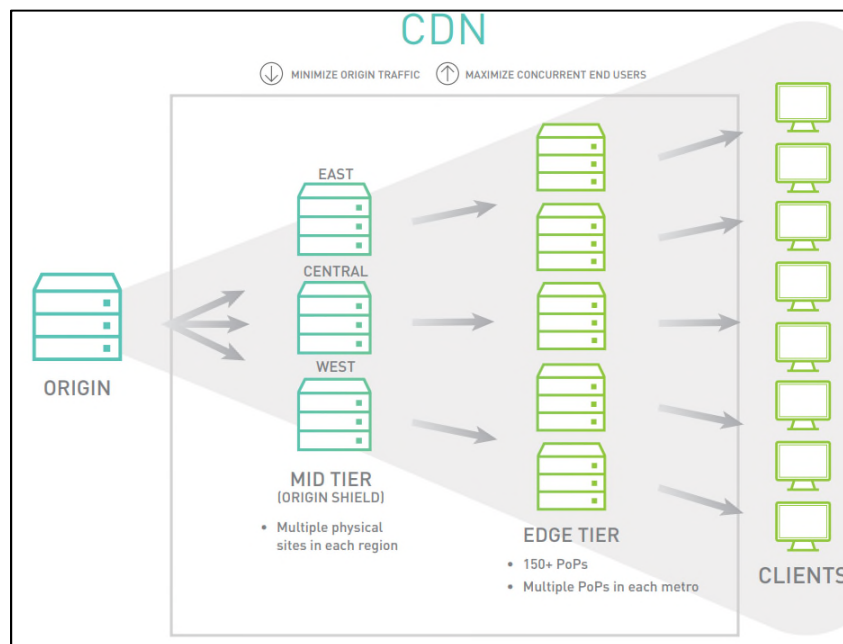 CDN
MINIMIZE ORIGIN TRAFFIC
MAXIMIZE CONCURRENT END USERS
EAST
CENTRAL
WEST
ORIGIN
MID TIER
(ORIGIN SHIELD)
• Multiple physical
sites in each region
EDGE TIER
• 150+ PoPs
• Multiple PoPs in each metro
CLIENTS